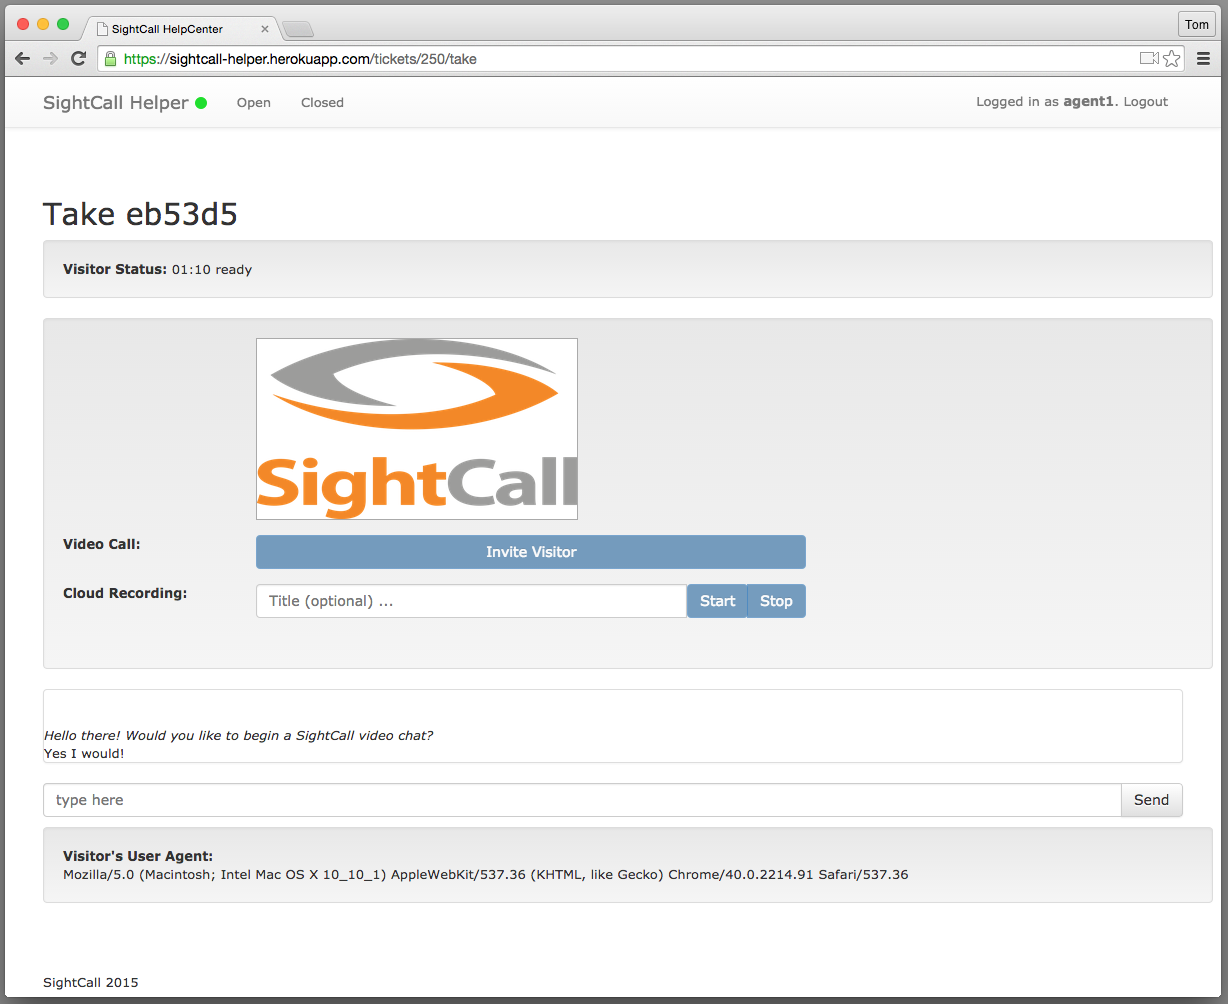 SightCall HelpCenter
Tom
https://sightcall-helper.herokuapp.com/tickets/250/take
SightCall Helper Open Closed Logged in as agent1. Logout
Take eb53d5
Visitor Status: 01:10 ready
SightCall
Video Call: Invite Visitor
Cloud Recording: Title (optional) ... Start Stop
Hello there! Would you like to begin a SightCall video chat?
Yes I would!
type here Send
Visitor's User Agent:
Mozilla/5.0 (Macintosh; Intel Mac OS X 10_10_1) AppleWebKit/537.36 (KHTML, like Gecko) Chrome/40.0.2214.91 Safari/537.36
SightCall 2015